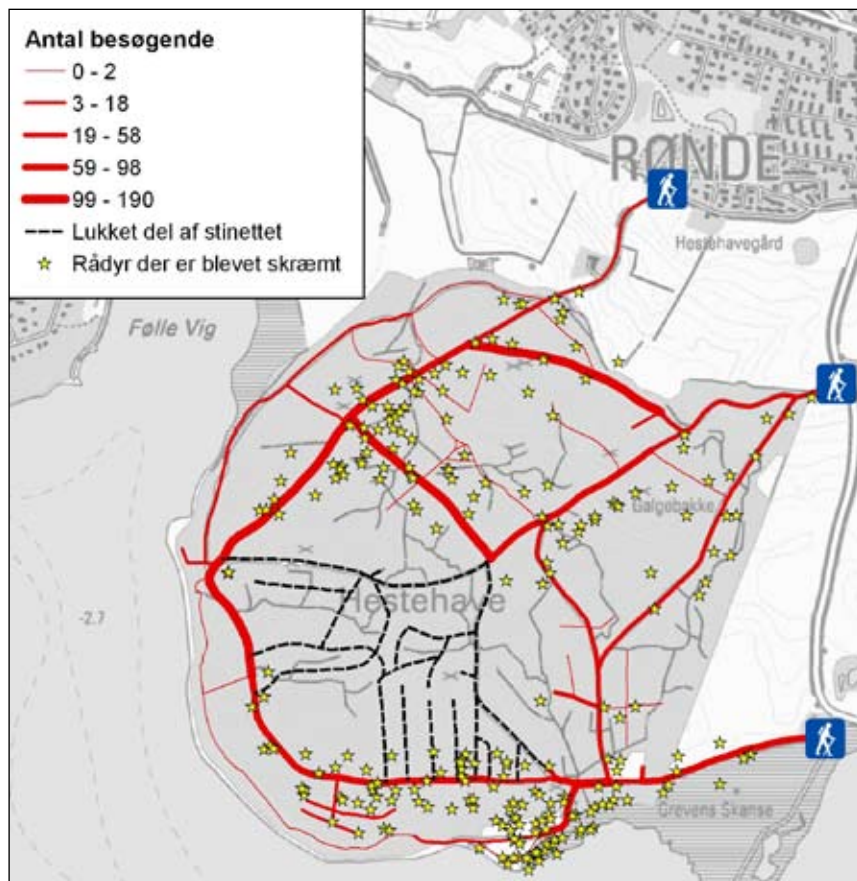 Antal besøgende
0 - 2
3 - 18
19 - 58
59 - 98
99 - 190
Lukket del af stinettet
Rådyr der er blevet skræmt
RØNDE
Hestehavegård
Følle Vig
Galgebakke
Hestehave
-2.7
Grevens Skanse